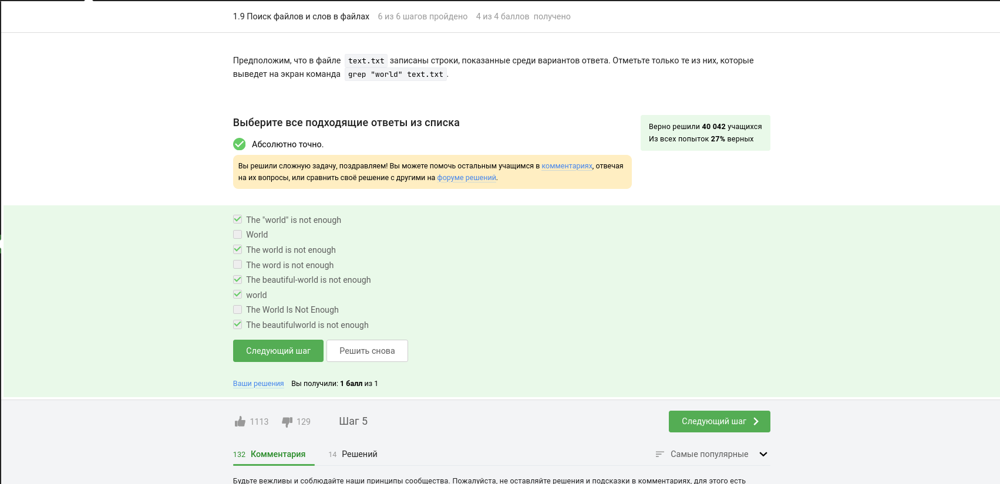 1.9 Поиск файлов и слов в файлах 6 из 6 шагов пройдено 4 из 4 баллов получено
Предположим, что в файле text.txt записаны строки, показанные среди вариантов ответа. Отметьте только те из них, которые
выведет на экран команда grep "world" text.txt.
Выберите все подходящие ответы из списка
Верно решили 40 042 учащихся
Из всех попыток 27% верных
Абсолютно точно.
Вы решили сложную задачу, поздравляем! Вы можете помочь остальным учащимся в комментариях, отвечая
на их вопросы, или сравнить своё решение с другими на форуме решений.
The "world" is not enough
World
The world is not enough
The word is not enough
The beautiful-world is not enough
world
The World Is Not Enough
The beautifulworld is not enough
Следующий шаг Решить снова
Ваши решения Вы получили: 1 балл из 1
1113 129 Шаг 5 Следующий шаг
132 Комментария 14 Решений Самые популярные
Будьте вежливы и соблюдайте наши принципы сообщества. Пожалуйста, не оставляйте решения и подсказки в комментариях, для этого есть